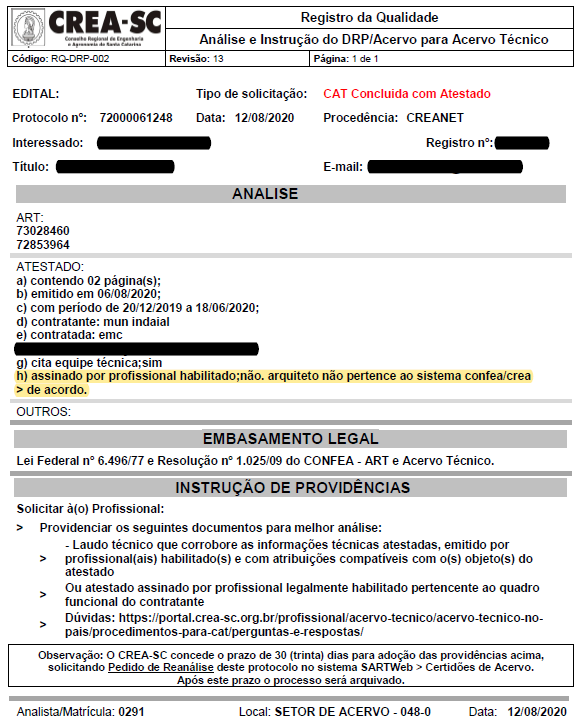 CREA-SC
Conselho Regional de Engenharia
e Agronomia de Santa Catarina
Registro da Qualidade
Análise e Instrução do DRP/Acervo para Acervo Técnico
Código: RQ-DRP-002 Revisão: 13 Página: 1 de 1
EDITAL: Tipo de solicitação: CAT Concluida com Atestado
Protocolo nº: 72000061248 Data: 12/08/2020 Procedência: CREANET
Interessado: Registro nº:
Título: E-mail:
ANALISE
ART:
73028460
72853964
ATESTADO:
a) contendo 02 página(s);
b) emitido em 06/08/2020;
c) com período de 20/12/2019 a 18/06/2020;
d) contratante: mun indaial
e) contratada: emc
g) cita equipe técnica;sim
h) assinado por profissional habilitado;não. arquiteto não pertence ao sistema confea/crea
> de acordo.
OUTROS:
EMBASAMENTO LEGAL
Lei Federal nº 6.496/77 e Resolução nº 1.025/09 do CONFEA - ART e Acervo Técnico.
INSTRUÇÃO DE PROVIDÊNCIAS
Solicitar à(o) Profissional:
> Providenciar os seguintes documentos para melhor análise:
- Laudo técnico que corrobore as informações técnicas atestadas, emitido por
> profissional(ais) habilitado(s) e com atribuições compatíveis com o(s) objeto(s) do
atestado
> Ou atestado assinado por profissional legalmente habilitado pertencente ao quadro
funcional do contratante
> Dúvidas: https://portal.crea-sc.org.br/profissional/acervo-tecnico/acervo-tecnico-no-
pais/procedimentos-para-cat/perguntas-e-respostas/
Observação: O CREA-SC concede o prazo de 30 (trinta) dias para adoção das providências acima,
solicitando Pedido de Reanálise deste protocolo no sistema SARTWeb > Certidões de Acervo.
Após este prazo o processo será arquivado.
Analista/Matrícula: 0291 Local: SETOR DE ACERVO - 048-0 Data: 12/08/2020